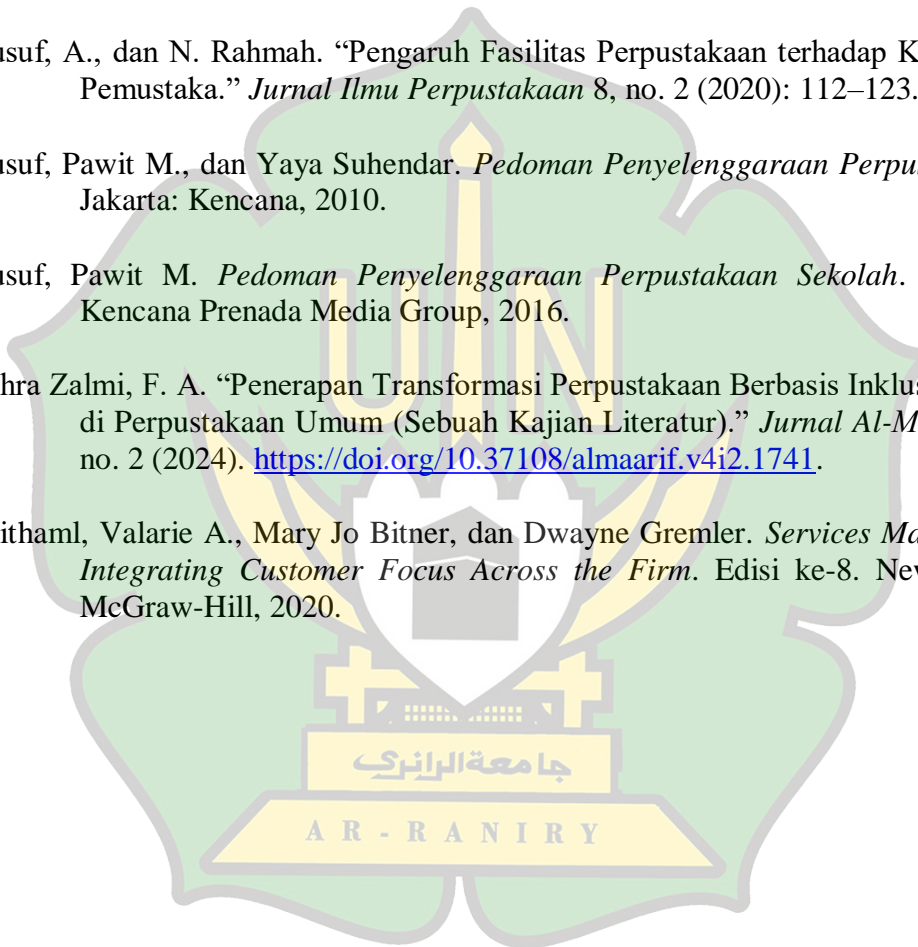 usuf, A., dan N. Rahmah. “Pengaruh Fasilitas Perpustakaan terhadap K
Pemustaka.” Jurnal Ilmu Perpustakaan 8, no. 2 (2020): 112–123.
usuf, Pawit M., dan Yaya Suhendar. Pedoman Penyelenggaraan Perpu
Jakarta: Kencana, 2010.
usuf, Pawit M. Pedoman Penyelenggaraan Perpustakaan Sekolah.
Kencana Prenada Media Group, 2016.
hra Zalmi, F. A. “Penerapan Transformasi Perpustakaan Berbasis Inklus
di Perpustakaan Umum (Sebuah Kajian Literatur).” Jurnal Al-M
no. 2 (2024). https://doi.org/10.37108/almaarif.v4i2.1741.
ithaml, Valarie A., Mary Jo Bitner, dan Dwayne Gremler. Services Ma
Integrating Customer Focus Across the Firm. Edisi ke-8. Nev
McGraw-Hill, 2020.
UIN
جامعة الرانري
AR-RANIRY